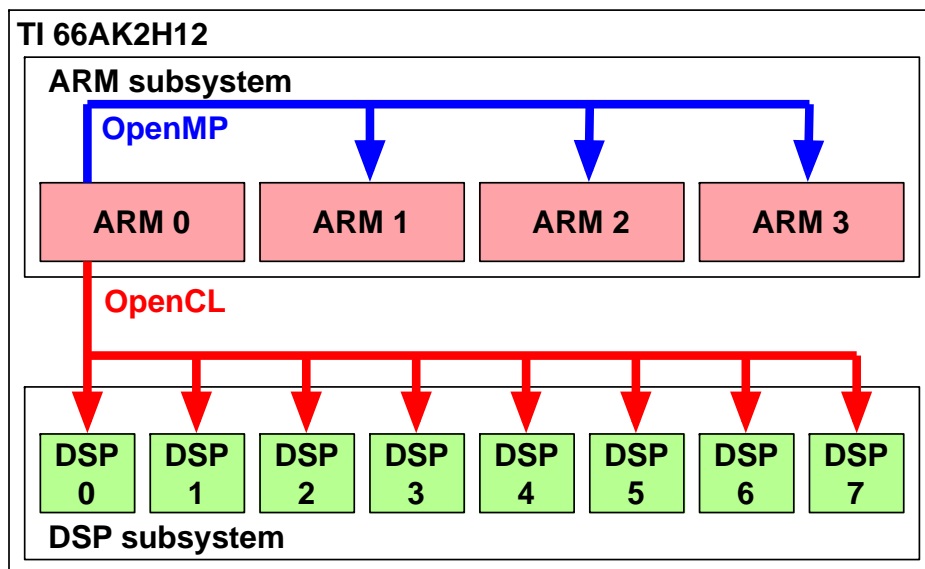 TI 66AK2H12
ARM subsystem
OpenMP
ARM 0
ARM 1
ARM 2
ARM 3
OpenCL
DSP
0
DSP
1
DSP
2
DSP
3
DSP
4
DSP
5
DSP
6
DSP
7
DSP subsystem